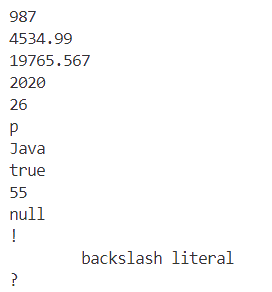 987
4534.99
19765.567
2020
26
p
Java
true
55
null
!
backslash literal
?